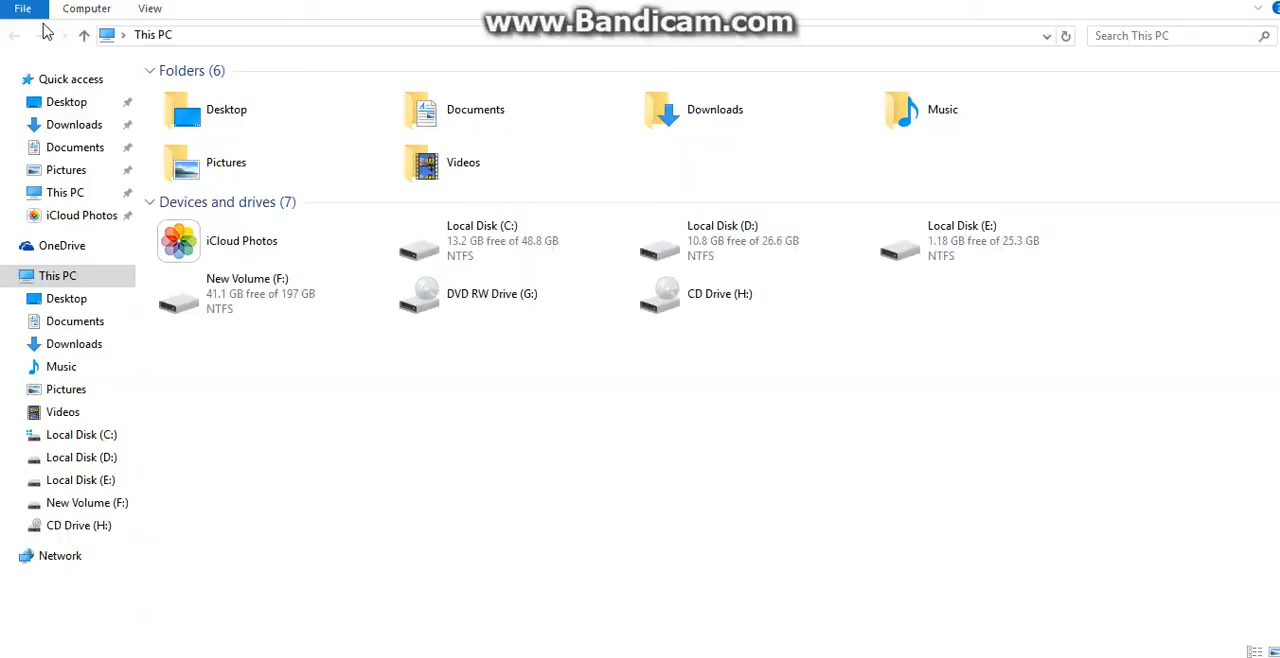 File Computer View
www.Bandicam.com
This PC
Search This PC
Quick access
Desktop
Downloads
Documents
Pictures
This PC
iCloud Photos
OneDrive
This PC
Desktop
Documents
Downloads
Music
Pictures
Videos
Local Disk (C:)
Local Disk (D:)
Local Disk (E:)
New Volume (F:)
CD Drive (H:)
Network
Folders (6)
Desktop
Documents
Downloads
Music
Pictures
Videos
Devices and drives (7)
iCloud Photos
Local Disk (C:)
13.2 GB free of 48.8 GB
NTFS
Local Disk (D:)
10.8 GB free of 26.6 GB
NTFS
Local Disk (E:)
1.18 GB free of 25.3 GB
NTFS
New Volume (F:)
41.1 GB free of 197 GB
NTFS
DVD RW Drive (G:)
CD Drive (H:)